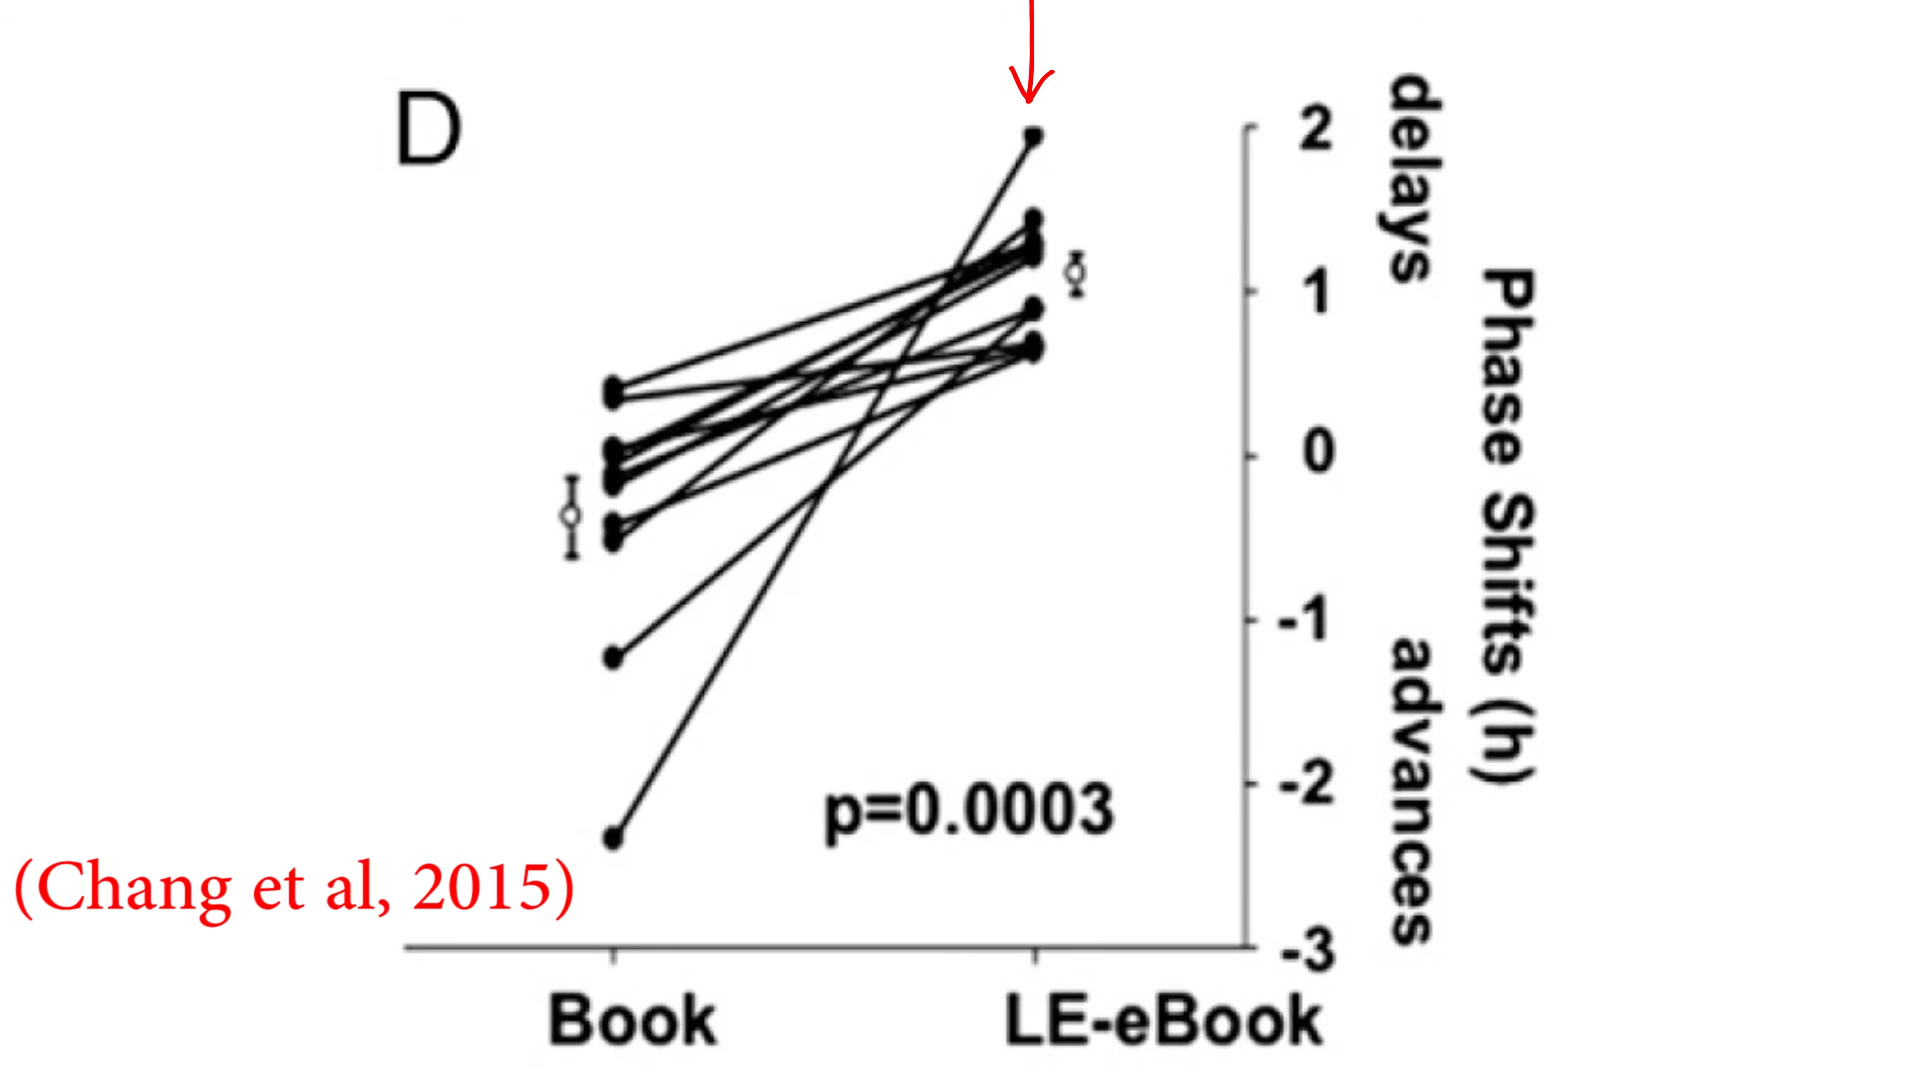 D
2
1
0
-1
-2
-3
delays
advances
Phase Shifts (h)
p=0.0003
(Chang et al, 2015)
Book
LE-eBook